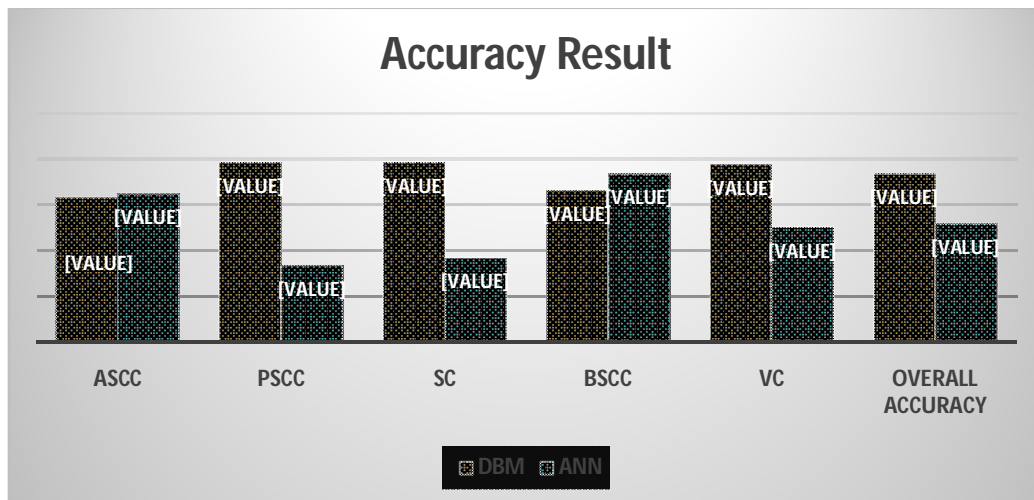 Accuracy Result
[VALUE] [VALUE] [VALUE] [VALUE] [VALUE] [VALUE] [VALUE] [VALUE] [VALUE] [VALUE] [VALUE] [VALUE]
ASCC PSCC SC BSCC VC OVERALL
ACCURACY
DBM ANN